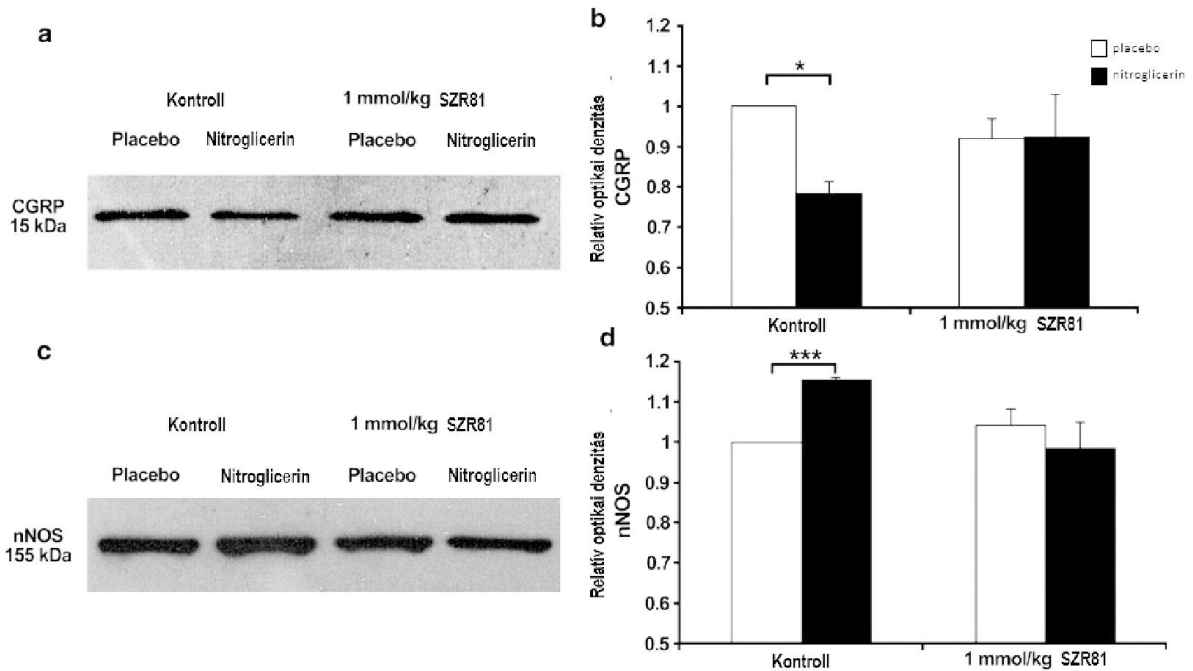 a
Kontroll 1 mmol/kg SZR81
Placebo Nitroglicerin Placebo Nitroglicerin
CGRP
15 kDa
b
Relatív optikai denzitás
CGRP
1.2
1.1
1
0.9
0.8
0.7
0.6
0.5
*
placebo
nitroglicerin
Kontroll 1 mmol/kg SZR81
c
Kontroll 1 mmol/kg SZR81
Placebo Nitroglicerin Placebo Nitroglicerin
nNOS
155 kDa
d
Relatív optikai denzitás
nNOS
1.2
1.1
1
0.9
0.8
0.7
0.6
0.5
***
Kontroll 1 mmol/kg SZR81